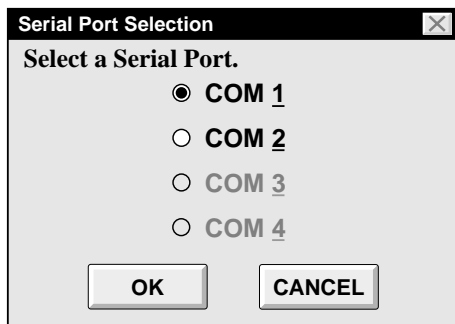 Serial Port Selection
Select a Serial Port.
COM 1
COM 2
COM 3
COM 4
OK CANCEL